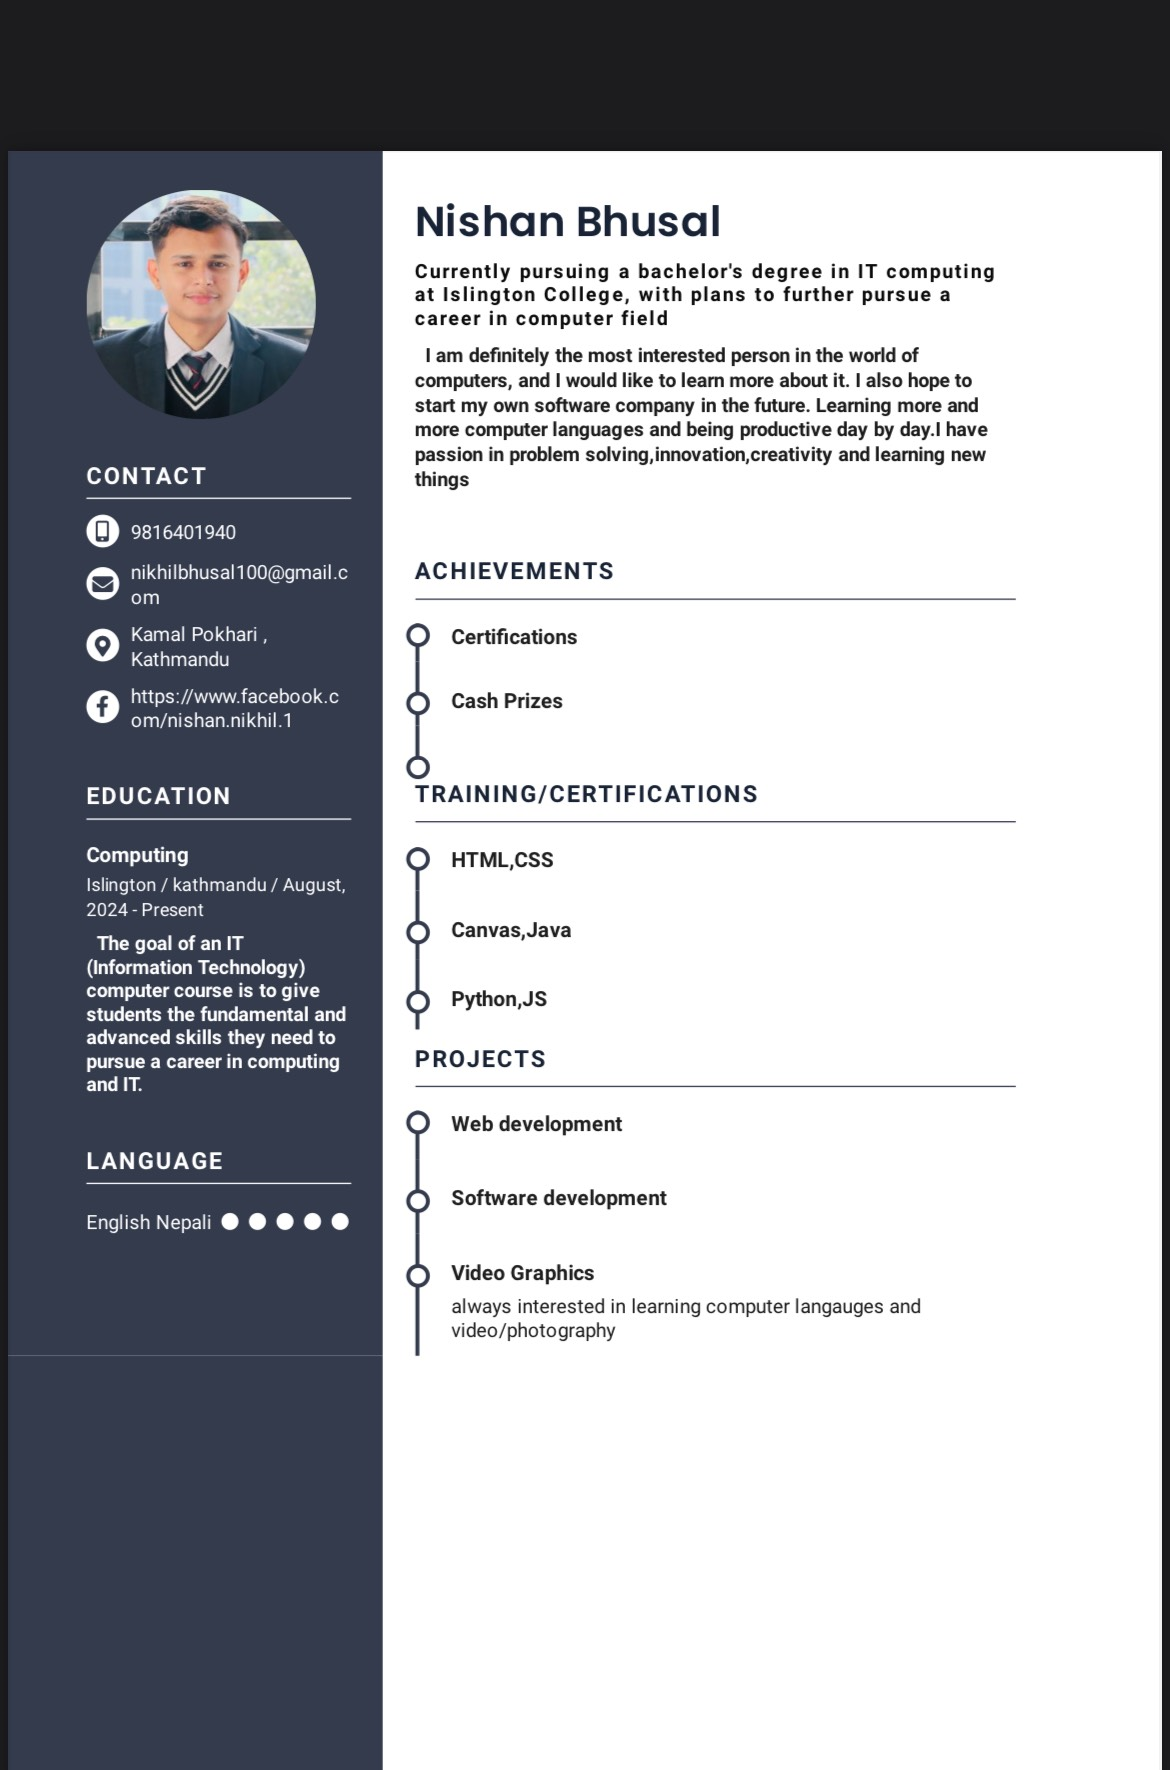 CONTACT
9816401940
nikhilbhusal100@gmail.c
om
Kamal Pokhari ,
Kathmandu
https://www.facebook.c
om/nishan.nikhil.1
EDUCATION
Computing
Islington / kathmandu / August,
2024 - Present
The goal of an IT
(Information Technology)
computer course is to give
students the fundamental and
advanced skills they need to
pursue a career in computing
and IT.
LANGUAGE
English Nepali
Nishan Bhusal
Currently pursuing a bachelor's degree in IT computing
at Islington College, with plans to further pursue a
career in computer field
I am definitely the most interested person in the world of
computers, and I would like to learn more about it. I also hope to
start my own software company in the future. Learning more and
more computer languages and being productive day by day.I have
passion in problem solving,innovation,creativity and learning new
things
ACHIEVEMENTS
Certifications
Cash Prizes
TRAINING/CERTIFICATIONS
HTML,CSS
Canvas,Java
Python,JS
PROJECTS
Web development
Software development
Video Graphics
always interested in learning computer langauges and
video/photography